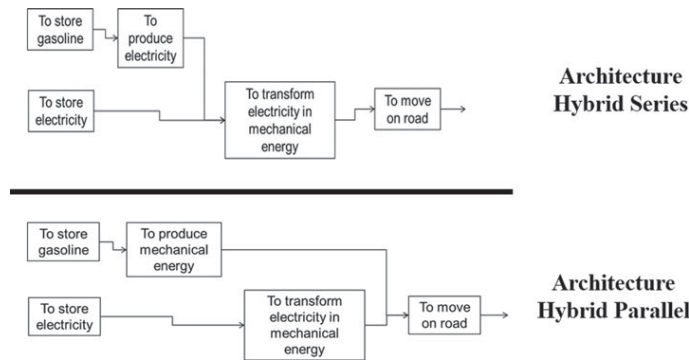 To store
gasoline
To
produce
electricity
To store
electricity
To transform
electricity in
mechanical
energy
To move
on road
Architecture
Hybrid Series
To store
gasoline
To produce
mechanical
energy
To store
electricity
To transform
electricity in
mechanical
energy
To move
on road
Architecture
Hybrid Parallel